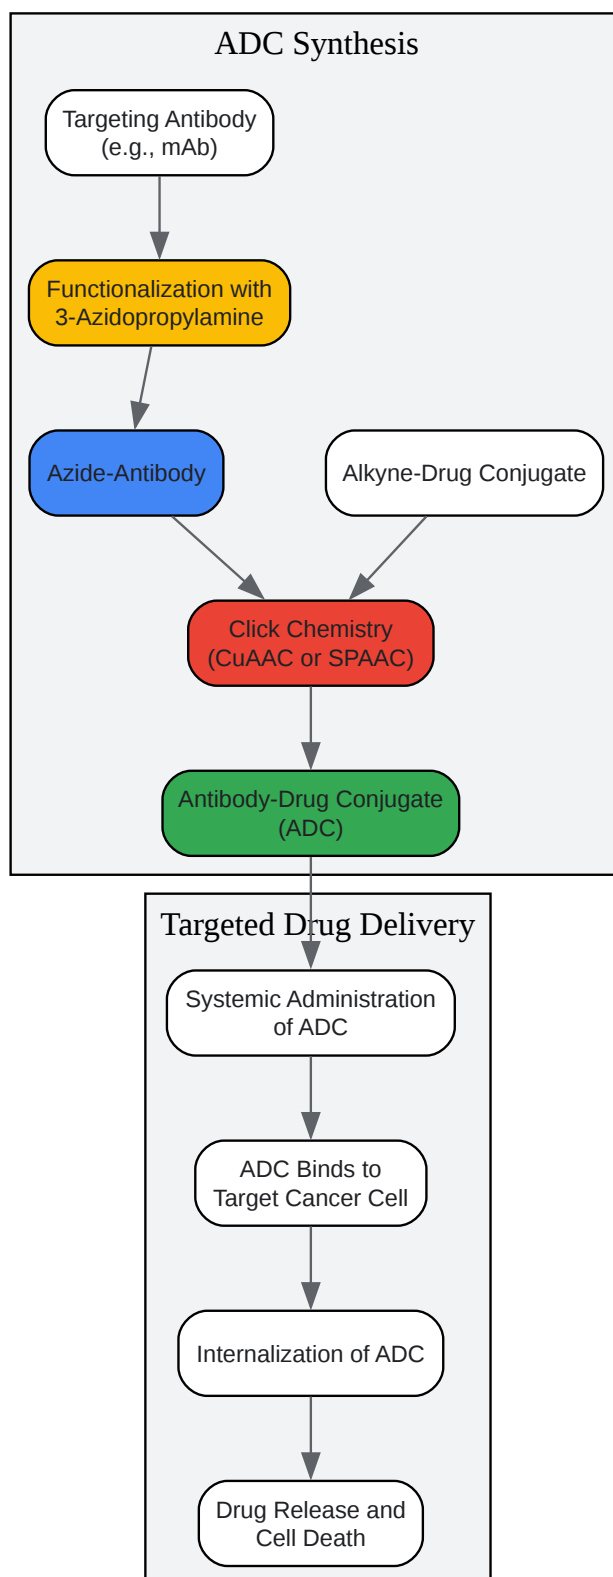 ADC Synthesis
Targeting Antibody
(e.g., mAb)
Functionalization with
3-Azidopropylamine
Azide-Antibody
Alkyne-Drug Conjugate
Click Chemistry
(CuAAC or SPAAC)
Antibody-Drug Conjugate
(ADC)
Targeted Drug Delivery
Systemic Administration
of ADC
ADC Binds to
Target Cancer Cell
Internalization of ADC
Drug Release and
Cell Death